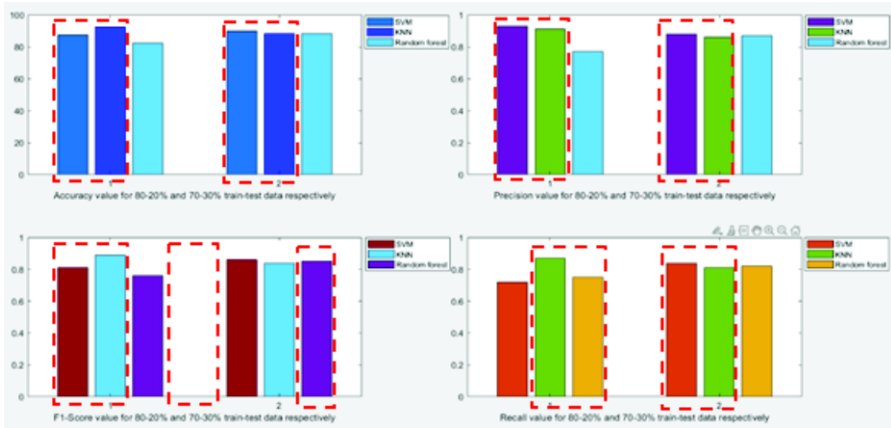 100
80
60
40
20
0
1
2
SVM
KNN
Random forest
Accuracy value for 80-20% and 70-30% train-test data respectively
1
0.8
0.6
0.4
0.2
0
1
2
SVM
KNN
Random forest
Precision value for 80-20% and 70-30% train-test data respectively
1
0.8
0.6
0.4
0.2
0
1
2
SVM
KNN
Random forest
F1-Score value for 80-20% and 70-30% train-test data respectively
1
0.8
0.6
0.4
0.2
0
2
SVM
KNN
Random forest
Recall value for 80-20% and 70-30% train-test data respectively